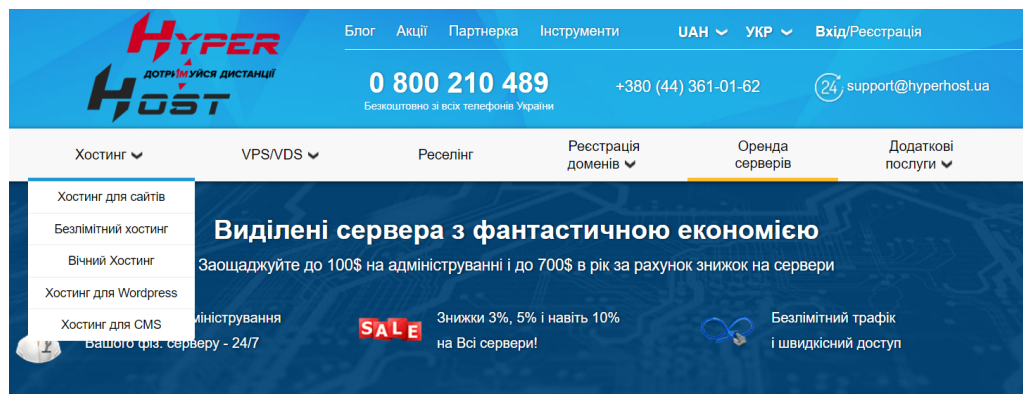 HYPER
ДОТРИМУЙСЯ ДИСТАНЦІЇ
HOST
Блог Акції Партнерка Інструменти UAH УКР Вхід/Реєстрація
0 800 210 489
Безкоштовно зі всіх телефонів України
+380 (44) 361-01-62
24
support@hyperhost.ua
Хостинг VPS/VDS Реселінг Реєстрація доменів Оренда серверів Додаткові послуги
Хостинг для сайтів
Безлімітний хостинг
Вічний Хостинг
Хостинг для Wordpress
Хостинг для CMS
Виділені сервера з фантастичною економією
Заощаджуйте до 100$ на адмініструванні і до 700$ в рік за рахунок знижок на сервери
Вашого фіз. серверу - 24/7
SALE
Знижки 3%, 5% і навіть 10%
на Всі сервери!
Безлімітний трафік
і швидкісний доступ